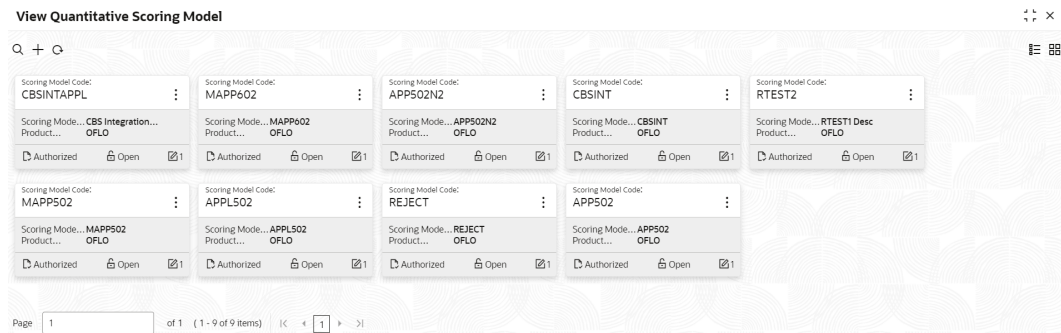 View Quantitative Scoring Model
Scoring Model Code:
CBSINTAPPL
Scoring Mode... CBS Integration...
Product... OFLO
Authorized Open 1
Scoring Model Code:
MAPP602
Scoring Mode... MAPP602
Product... OFLO
Authorized Open 1
Scoring Model Code:
APP502N2
Scoring Mode... APP502N2
Product... OFLO
Authorized Open 1
Scoring Model Code:
CBSINT
Scoring Mode... CBSINT
Product... OFLO
Authorized Open 1
Scoring Model Code:
RTEST2
Scoring Mode... RTEST1 Desc
Product... OFLO
Authorized Open 1
Scoring Model Code:
MAPP502
Scoring Mode... MAPP502
Product... OFLO
Authorized Open 1
Scoring Model Code:
APPL502
Scoring Mode... APPL502
Product... OFLO
Authorized Open 1
Scoring Model Code:
REJECT
Scoring Mode... REJECT
Product... OFLO
Authorized Open 1
Scoring Model Code:
APP502
Scoring Mode... APP502
Product... OFLO
Authorized Open 1
Page 1 of 1 ( 1 - 9 of 9 items) 1